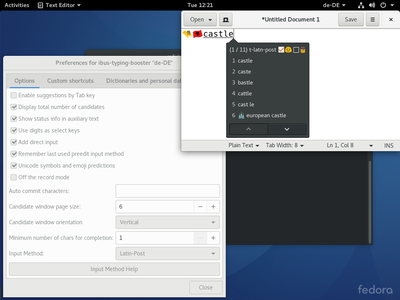 Activities Text Editor Tue 12:21 de-DE
Open *Untitled Document 1 Save
castle
(1 / 11) t-latn-post
1 castle
2 caste
3 bastle
4 cattle
5 cast le
6 european castle
Plain Text Tab Width: 8 Ln 1, Col 8 INS
Preferences for ibus-typing-booster 'de-DE'
Options Custom shortcuts Dictionaries and personal dat
Enable suggestions by Tab key
Display total number of candidates
Show status info in auxiliary text
Use digits as select keys
Add direct input
Remember last used preedit input method
Unicode symbols and emoji predictions
Off the record mode
Auto commit characters:
Candidate window page size: 6
Candidate window orientation Vertical
Minimum number of chars for completion: 1
Input Method: Latn-Post
Input Method Help
Close
fedora